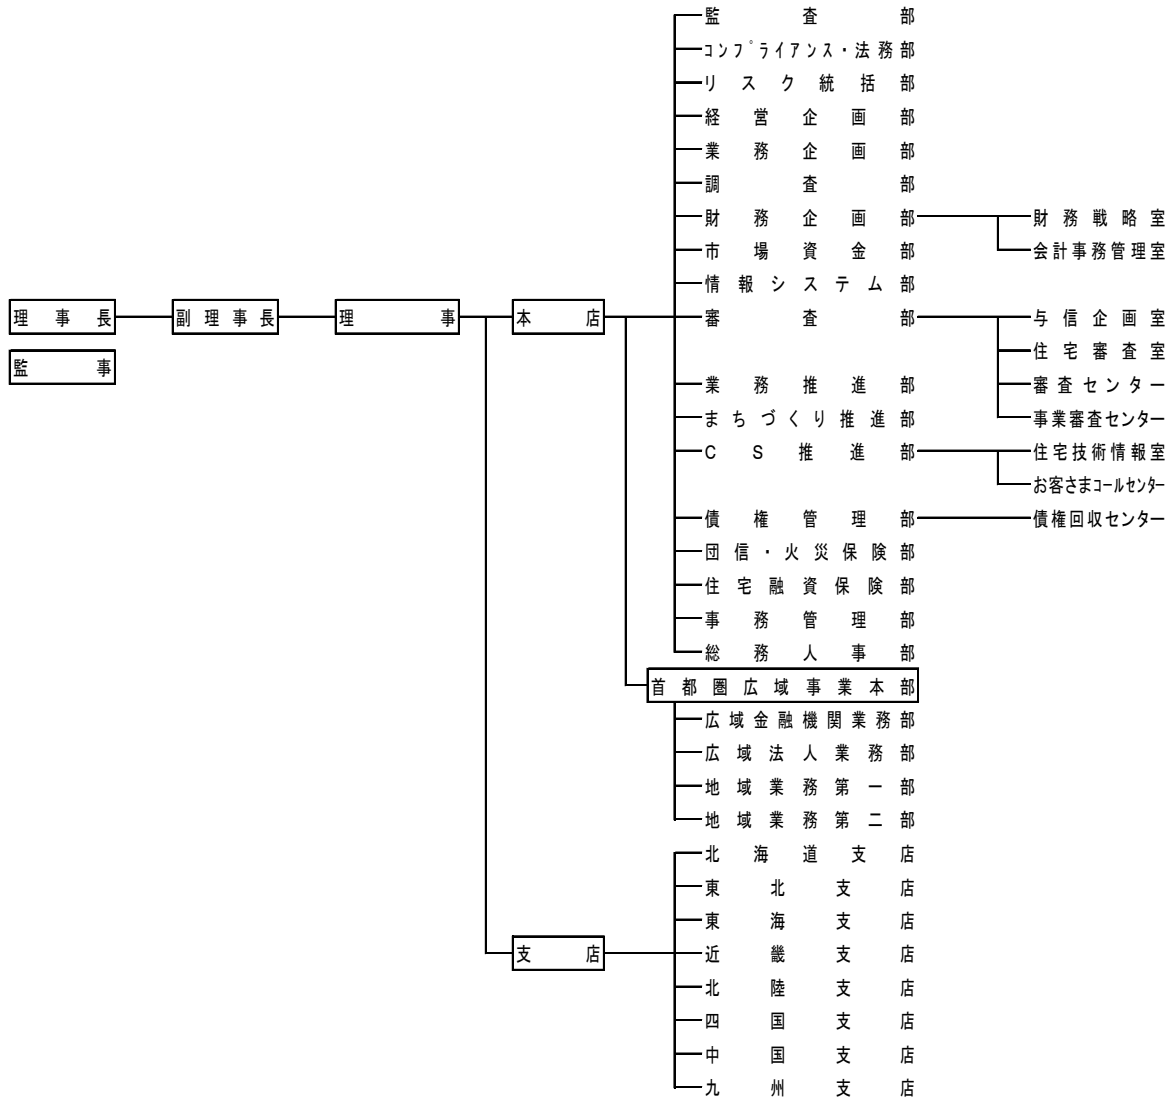 監査部
コンプライアンス・法務部
リスク統括部
経営企画部
業務企画部
調査部
財務企画部 財務戦略室
市場資金部 会計事務管理室
情報システム部
理事長 副理事長 理事 本店 審査部 与信企画室
監事 住宅審査室
業務推進部 審査センター
まちづくり推進部 事業審査センター
CS推進部 住宅技術情報室
お客さまコールセンター
債権管理部 債権回収センター
団信・火災保険部
住宅融資保険部
事務管理部
総務人事部
首都圏広域事業本部
広域金融機関業務部
広域法人業務部
地域業務第一部
地域業務第二部
北海道支店
東北支店
東海支店
支店 近畿支店
北陸支店
四国支店
中国支店
九州支店